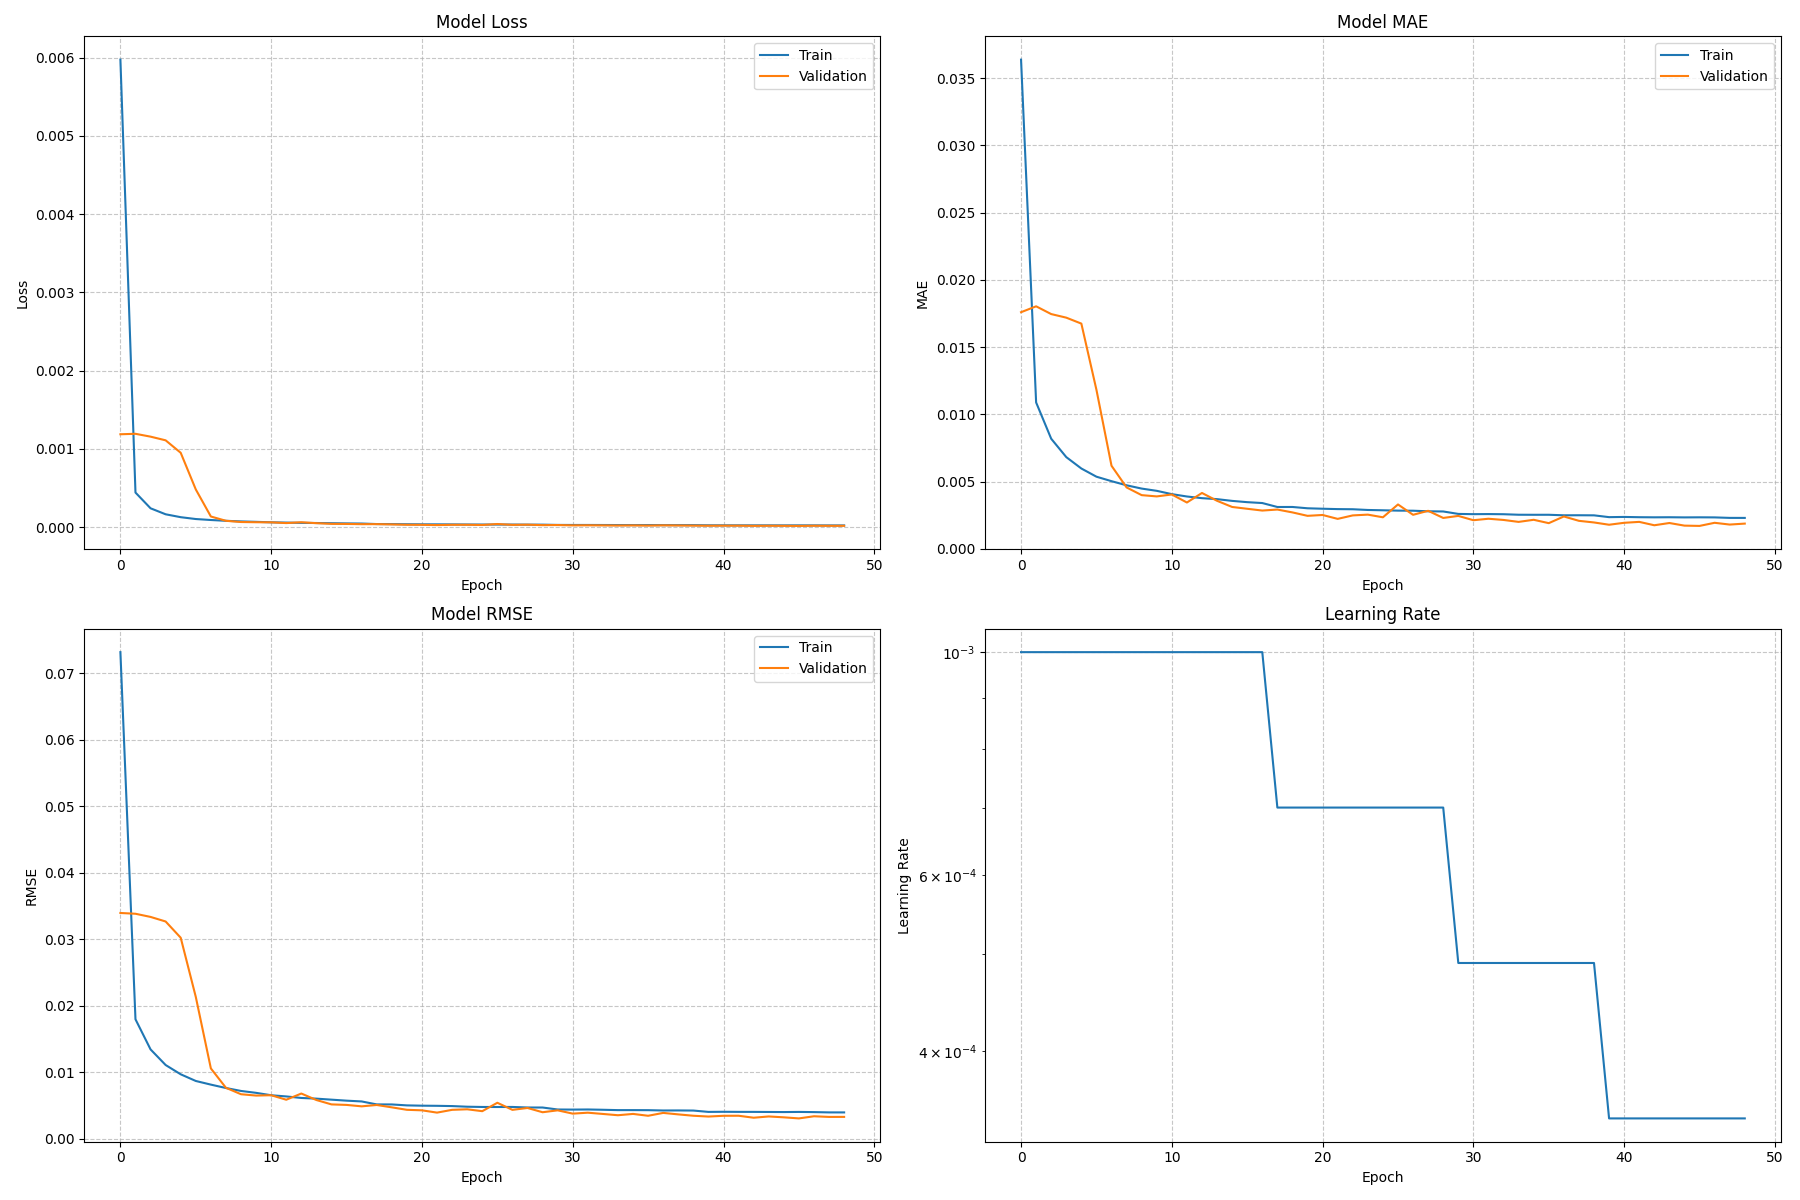 Model Loss
Train
Validation
0.006
0.005
0.004
0.003
0.002
0.001
0.000
Loss
0 10 20 30 40 50
Epoch
Model MAE
Train
Validation
0.035
0.030
0.025
0.020
0.015
0.010
0.005
0.000
MAE
0 10 20 30 40 50
Epoch
Model RMSE
Train
Validation
0.07
0.06
0.05
0.04
0.03
0.02
0.01
0.00
RMSE
0 10 20 30 40 50
Epoch
Learning Rate
10⁻³
6 × 10⁻⁴
4 × 10⁻⁴
Learning Rate
0 10 20 30 40 50
Epoch